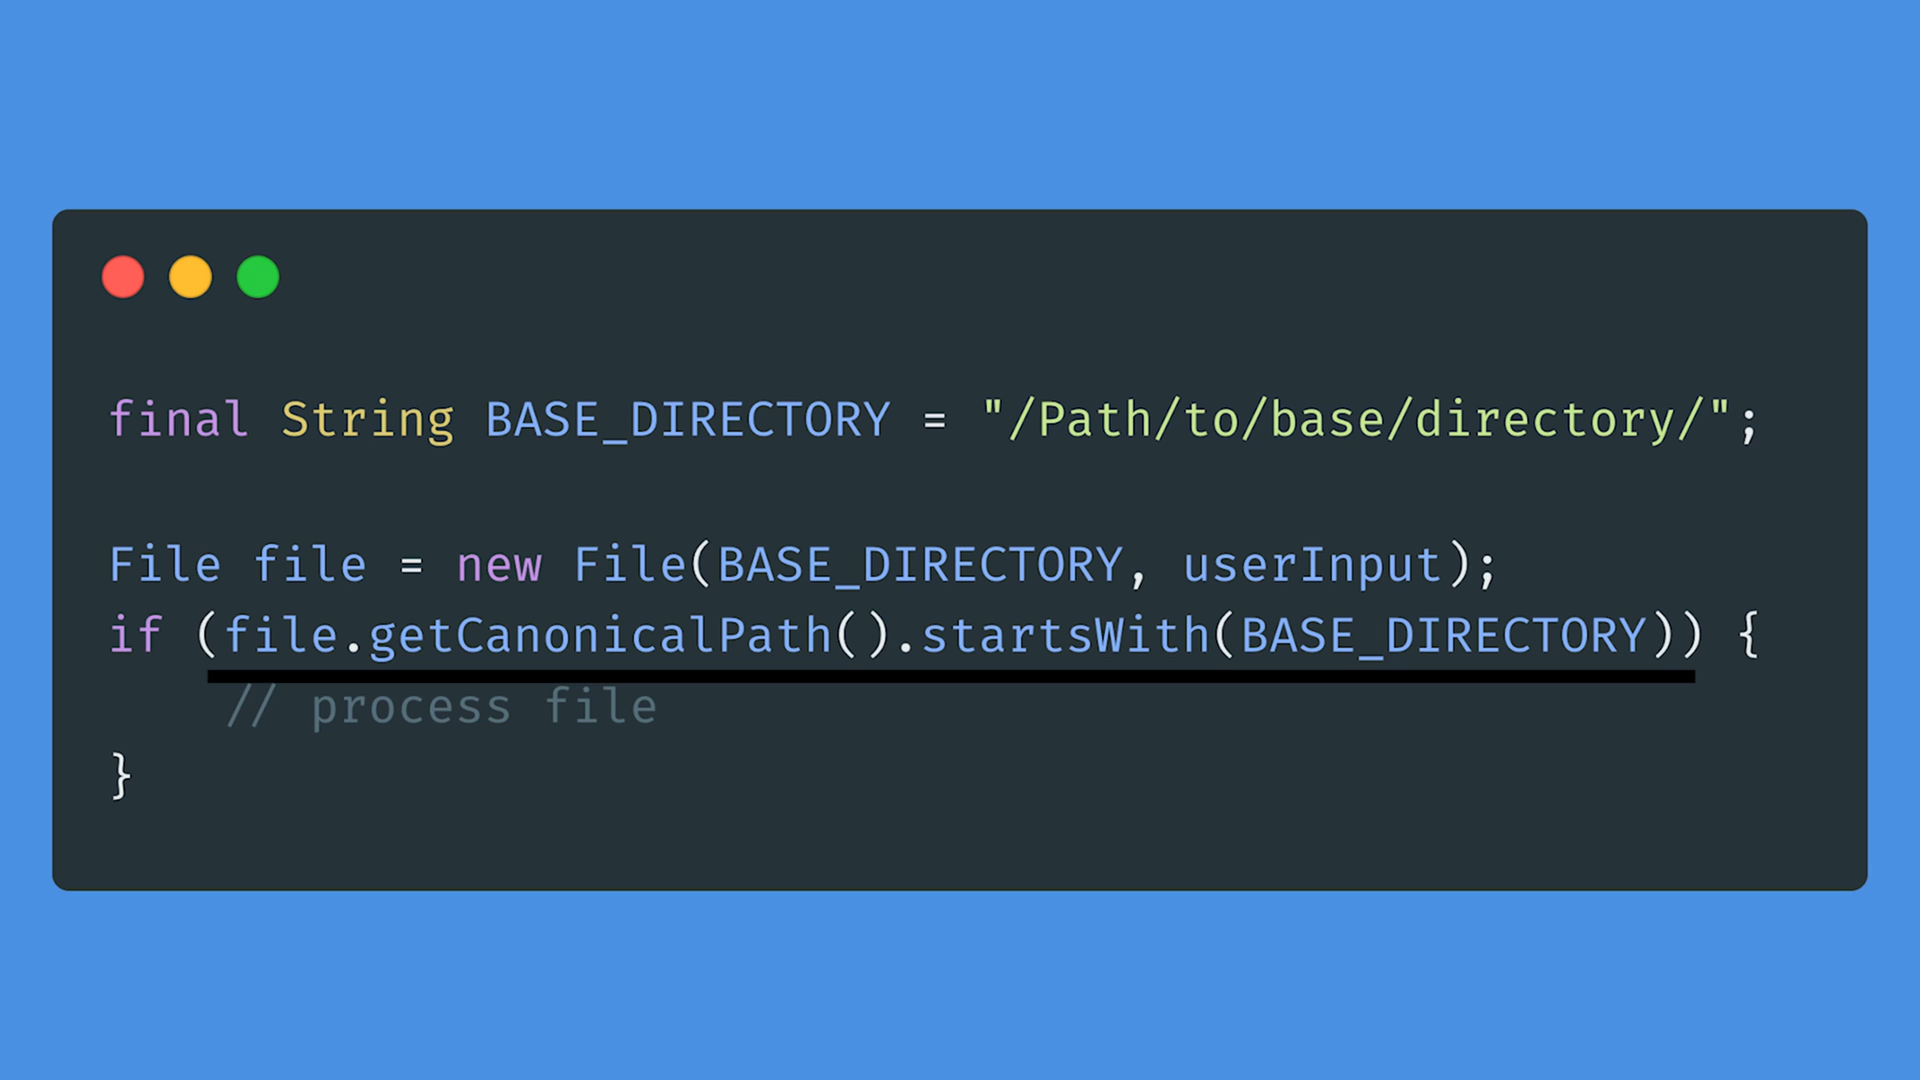 final String BASE_DIRECTORY = "/Path/to/base/directory/";
File file = new File(BASE_DIRECTORY, userInput);
if (file.getCanonicalPath().startsWith(BASE_DIRECTORY)) {
// process file
}